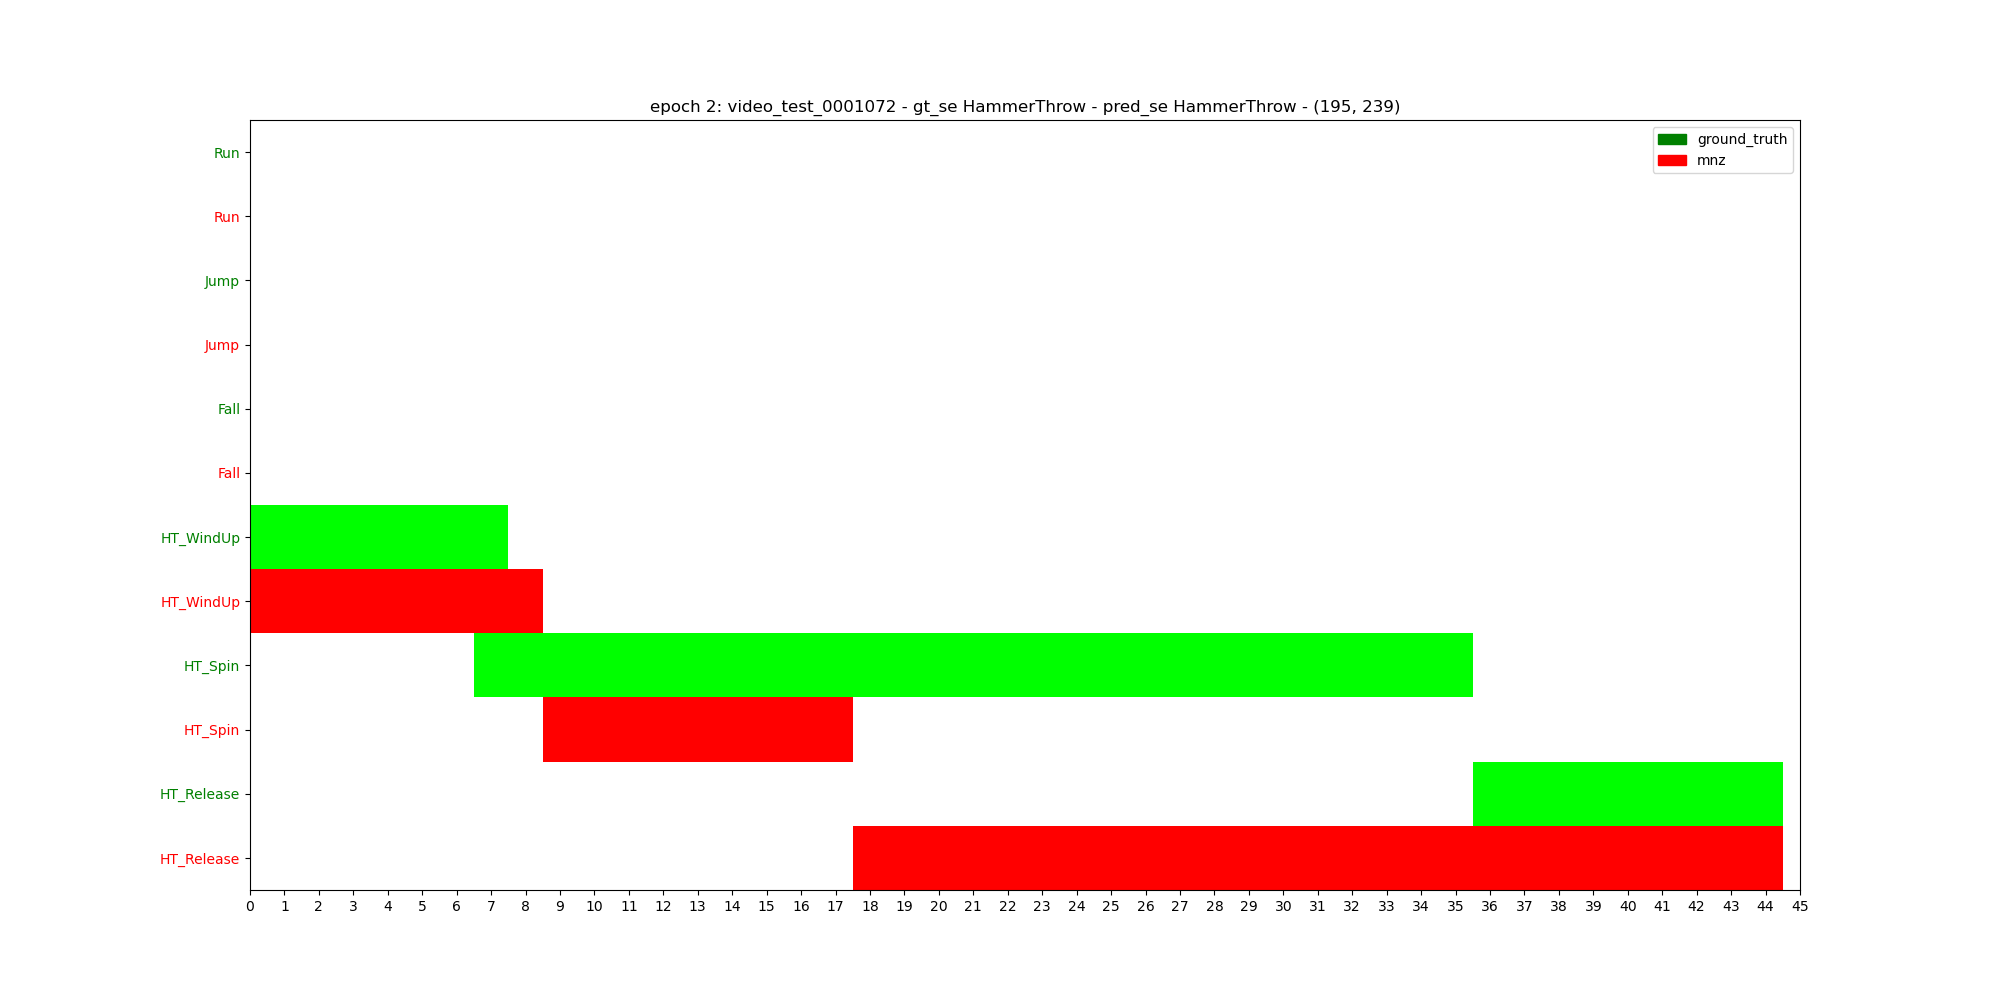 epoch 2: video_test_0001072 - gt_se HammerThrow - pred_se HammerThrow - (195, 239)
ground_truth
mnz
Run
Run
Jump
Jump
Fall
Fall
HT_WindUp
HT_WindUp
HT_Spin
HT_Spin
HT_Release
HT_Release
0 1 2 3 4 5 6 7 8 9 10 11 12 13 14 15 16 17 18 19 20 21 22 23 24 25 26 27 28 29 30 31 32 33 34 35 36 37 38 39 40 41 42 43 44 45